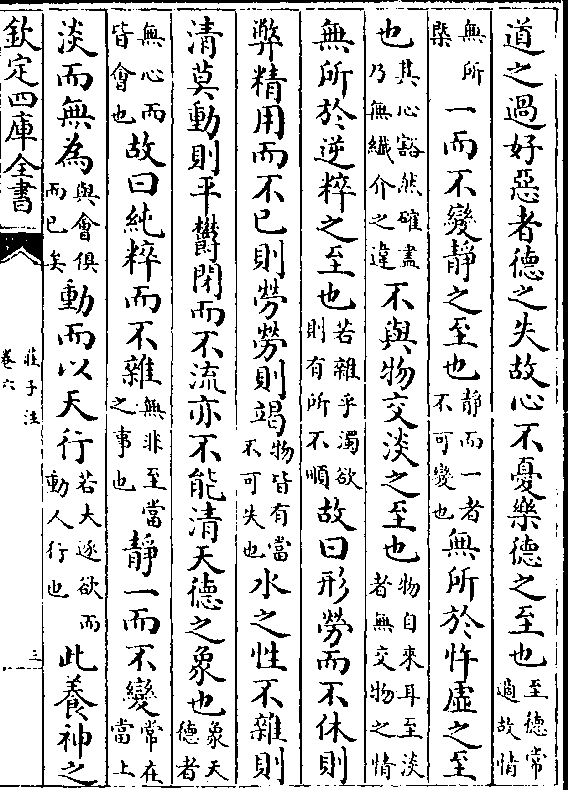 道之過好惡者德之失故心不憂樂德之至也至德常適故情
無所槩一而不變靜之至也靜而一者不可變也無所於忤虛之至
也其心豁然確盡乃無纖介之違不與物交淡之至也物自來耳至淡者無交物之情
無所於逆粹之至也若雜乎濁欲則有所不順故曰形勞而不休則
弊精用而不已則勞勞則竭物皆有當不可失也水之性不雜則
清莫動則平鬱閉而不流亦不能清天德之象也象天德者
無心而皆會也故曰純粹而不雜無非至當之事也靜一而不變常在當上
淡而無為與會俱而已矣動而以天行若大逐欲而動人行也此養神之
欽定四庫全書
莊子注
卷六
三